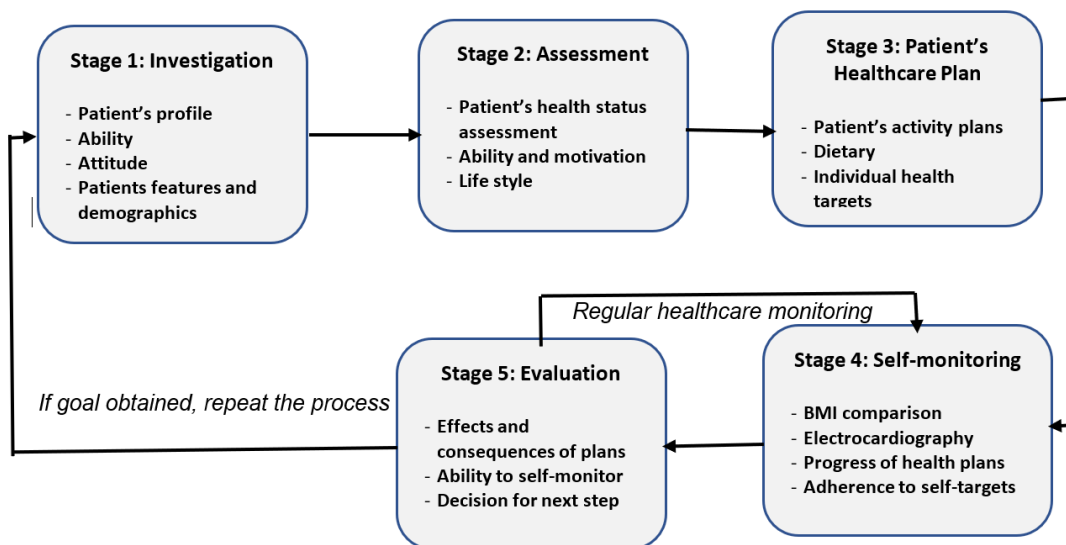 Stage 1: Investigation
- Patient's profile
- Ability
- Attitude
- Patients features and
demographics
Stage 2: Assessment
- Patient's health status
assessment
- Ability and motivation
- Life style
Stage 3: Patient's
Healthcare Plan
- Patient's activity plans
- Dietary
- Individual health
targets
Regular healthcare monitoring
Stage 4: Self-monitoring
- BMI comparison
- Electrocardiography
- Progress of health plans
- Adherence to self-targets
Stage 5: Evaluation
- Effects and
consequences of plans
- Ability to self-monitor
- Decision for next step
If goal obtained, repeat the process